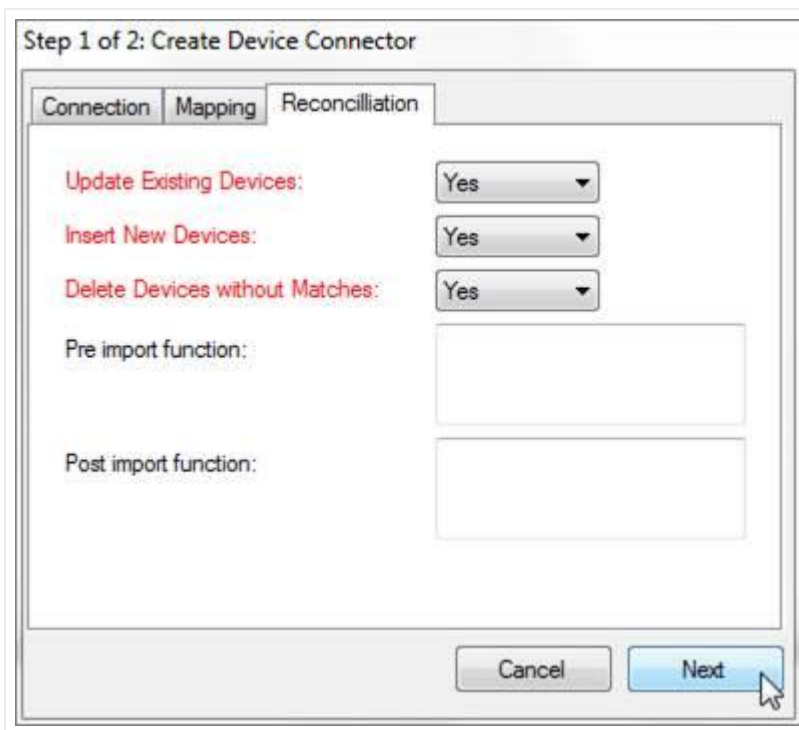 Step 1 of 2: Create Device Connector
Connection Mapping Reconcilliation
Update Existing Devices: Yes
Insert New Devices: Yes
Delete Devices without Matches: Yes
Pre import function:
Post import function:
Cancel Next